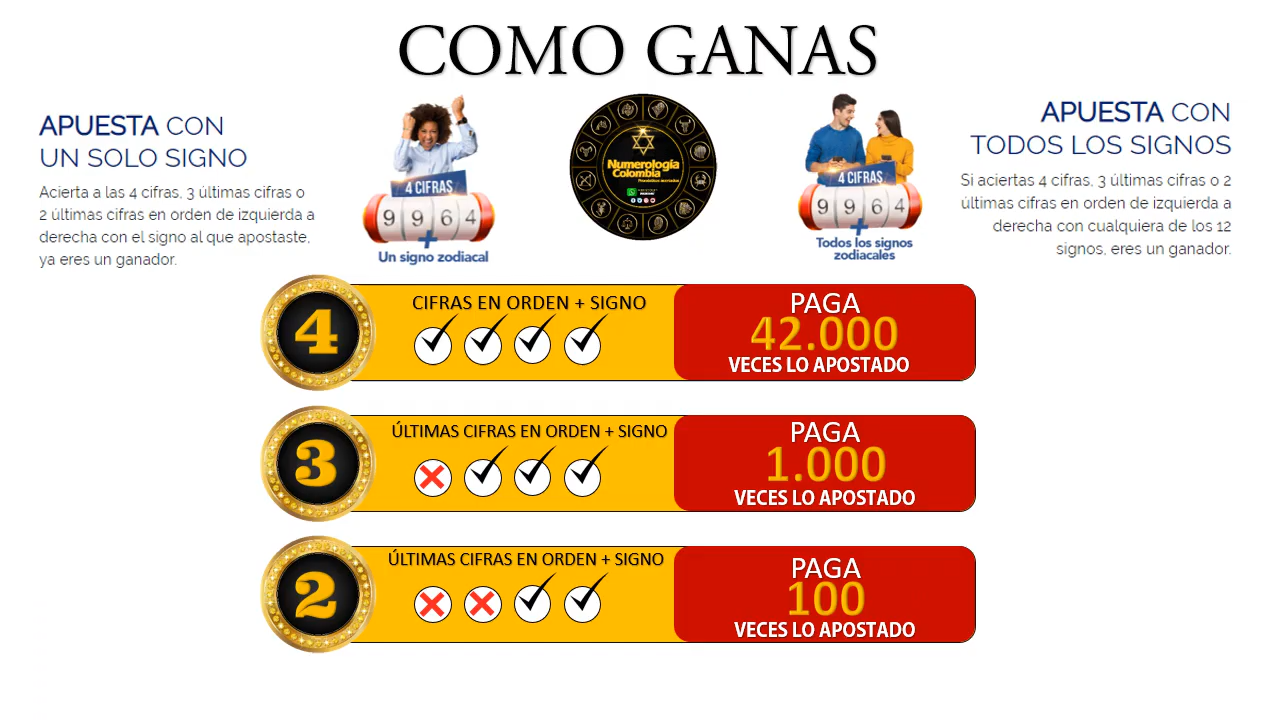 COMO GANAS
APUESTA CON
UN SOLO SIGNO
Acierta a las 4 cifras, 3 últimas cifras o
2 últimas cifras en orden de izquierda a
derecha con el signo al que apostaste,
ya eres un ganador.
4 CIFRAS
9 9 6 4
+
Un signo zodiacal
Numerología
Colombia
4 CIFRAS
9 9 6 4
+
Todos los signos
zodiacales
APUESTA CON
TODOS LOS SIGNOS
Si aciertas 4 cifras, 3 últimas cifras o 2
últimas cifras en orden de izquierda a
derecha con cualquiera de los 12
signos, eres un ganador.
4
CIFRAS EN ORDEN + SIGNO
PAGA
42.000
VECES LO APOSTADO
3
ÚLTIMAS CIFRAS EN ORDEN + SIGNO
PAGA
1.000
VECES LO APOSTADO
2
ÚLTIMAS CIFRAS EN ORDEN + SIGNO
PAGA
100
VECES LO APOSTADO